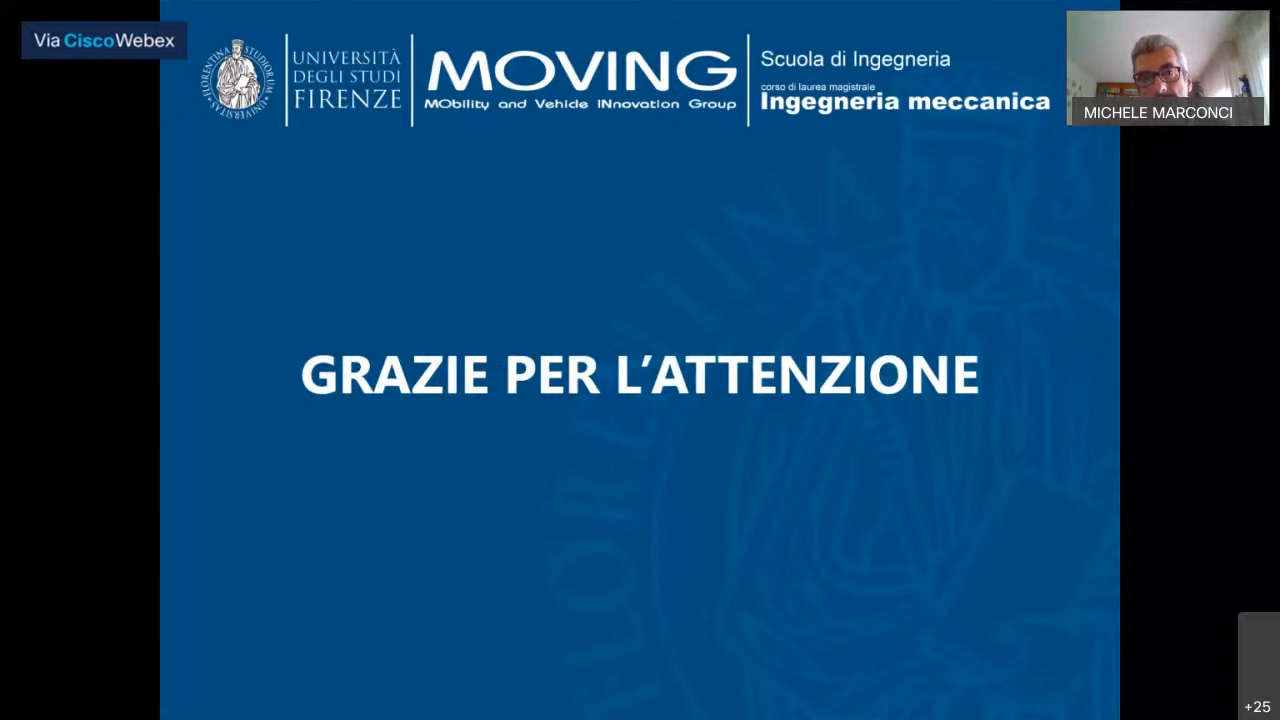 Via CiscoWebex
UNIVERSITÀ
DEGLI STUDI
FIRENZE
MOVING
MObility and Vehicle INnovation Group
Scuola di Ingegneria
corso di laurea magistrale
Ingegneria meccanica
MICHELE MARCONCI
GRAZIE PER L’ATTENZIONE
+25